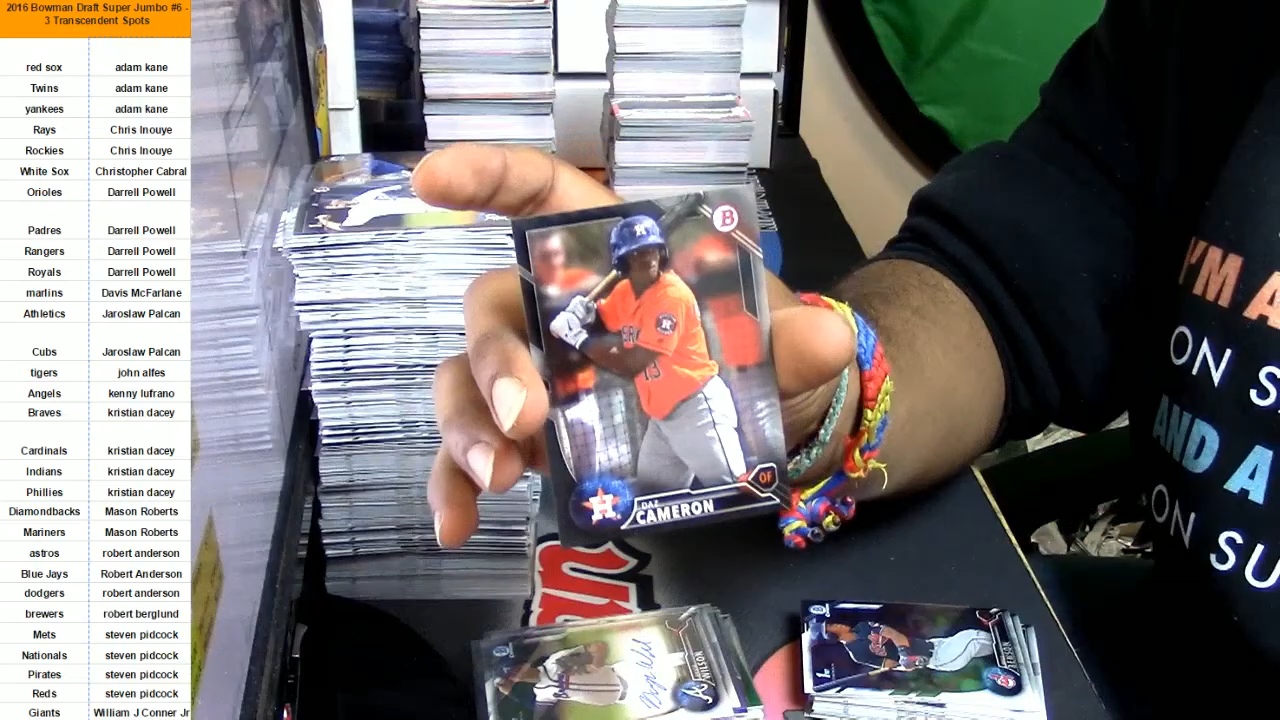 2016 Bowman Draft Super Jumbo #6 -
3 Transcendent Spots
red sox adam kane
Twins adam kane
yankees adam kane
Rays Chris Inouye
Rockies Chris Inouye
White Sox Christopher Cabral
Orioles Darrell Powell
Padres Darrell Powell
Rangers Darrell Powell
Royals Darrell Powell
marlins Davis McFarlane
Athletics Jaroslaw Palcan
Cubs Jaroslaw Palcan
tigers john alfes
Angels kenny lufrano
Braves kristian dacey
Cardinals kristian dacey
Indians kristian dacey
Phillies kristian dacey
Diamondbacks Mason Roberts
Mariners Mason Roberts
astros robert anderson
Blue Jays Robert Anderson
dodgers robert anderson
brewers robert berglund
Mets steven pidcock
Nationals steven pidcock
Pirates steven pidcock
Reds steven pidcock
Giants William J Conner Jr
B
H
13
OF
H
DAZ
CAMERON
I'M A
ON S
AND A
ON SU
WILSON
BENSON